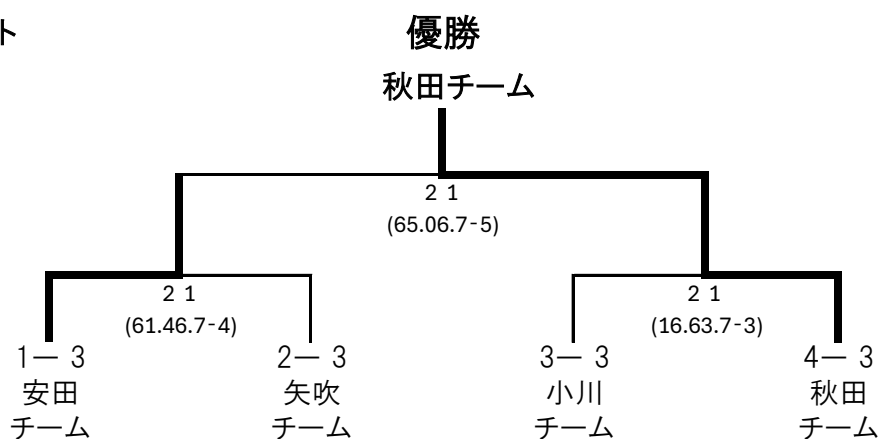 ト
優勝
秋田チーム
2 1
(65.06.7-5)
2 1
(61.46.7-4)
2 1
(16.63.7-3)
1― 3
安田
チーム
2― 3
矢吹
チーム
3― 3
小川
チーム
4― 3
秋田
チーム